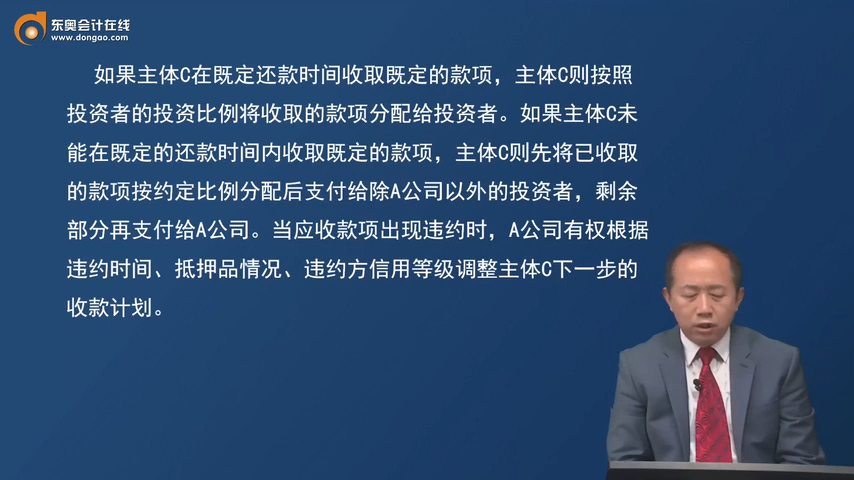 东奥会计在线
www.dongao.com
如果主体C在既定还款时间收取既定的款项，主体C则按照
投资者的投资比例将收取的款项分配给投资者。如果主体C未
能在既定的还款时间内收取既定的款项，主体C则先将已收取
的款项按约定比例分配后支付给除A公司以外的投资者，剩余
部分再支付给A公司。当应收款项出现违约时，A公司有权根据
违约时间、抵押品情况、违约方信用等级调整主体C下一步的
收款计划。